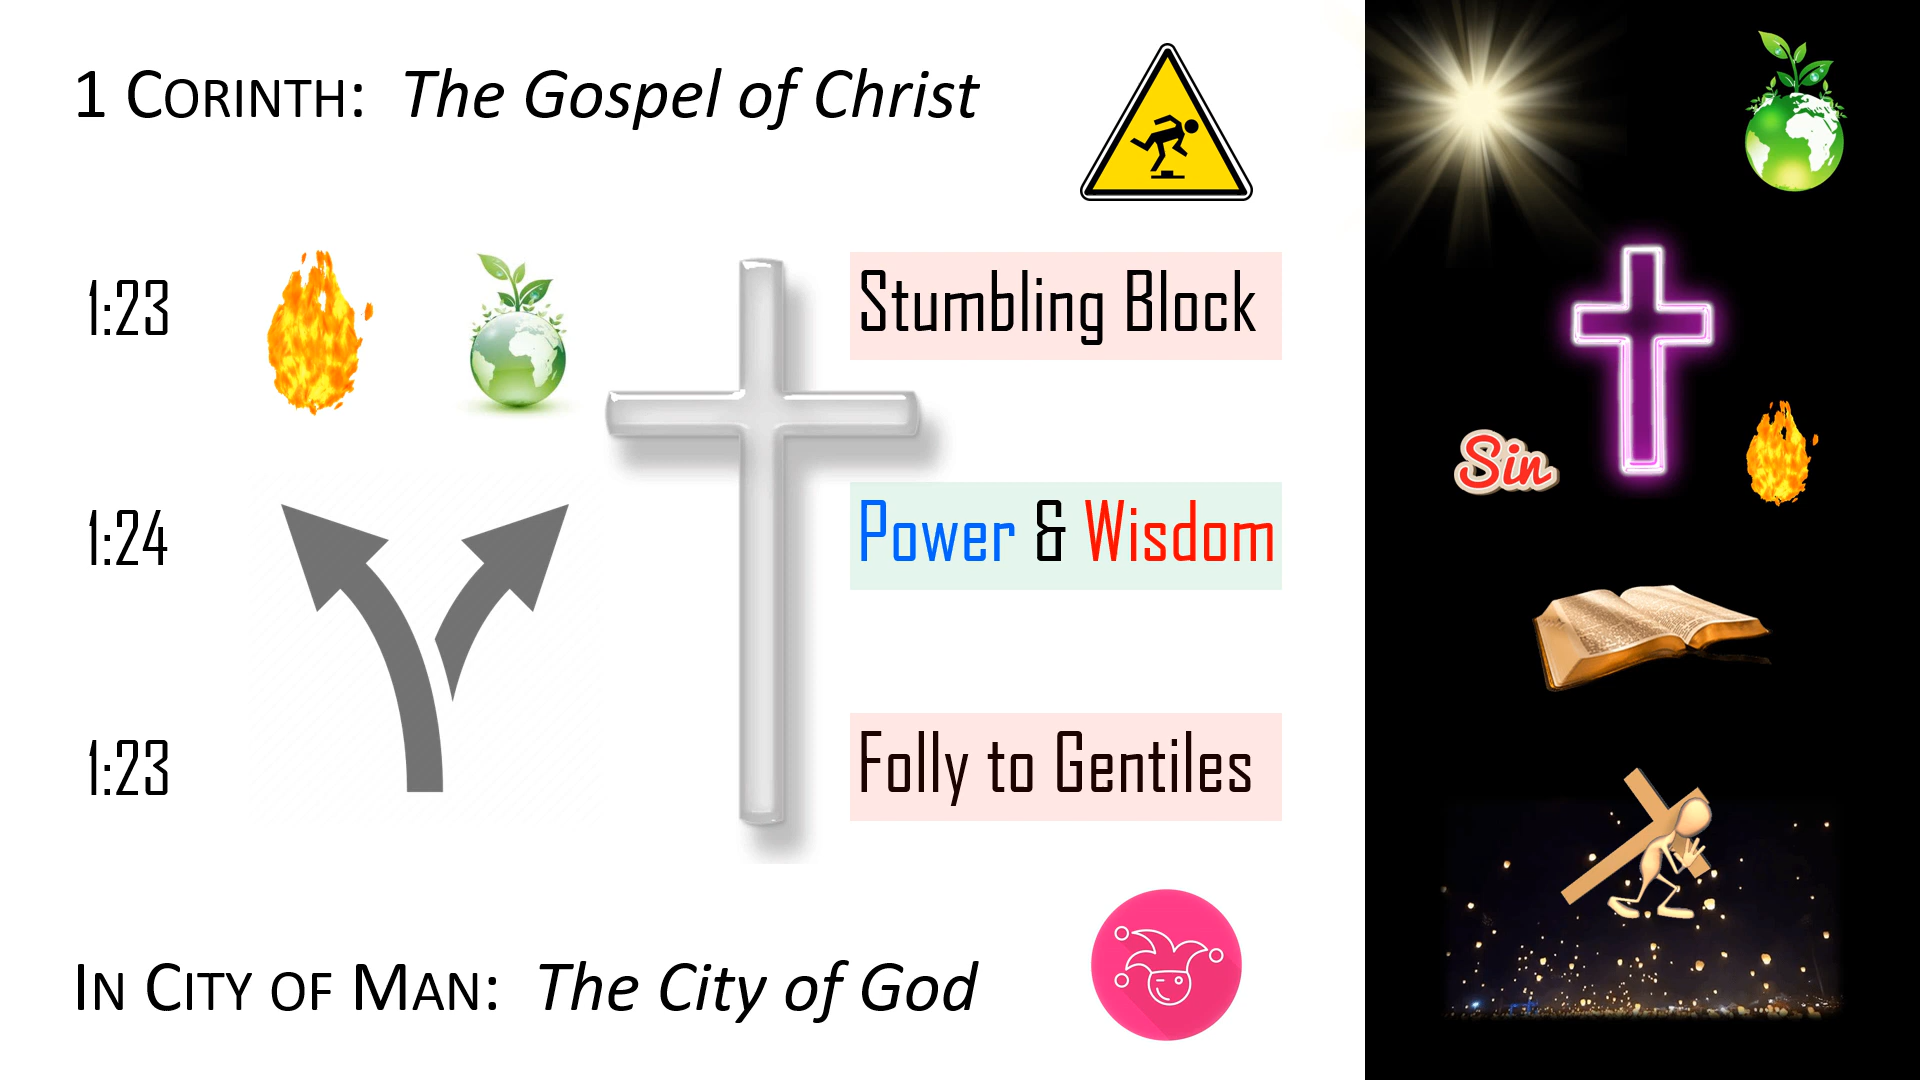 1 CORINTH: The Gospel of Christ
1:23
Stumbling Block
1:24
Power & Wisdom
1:23
Folly to Gentiles
IN CITY OF MAN: The City of God
Sin